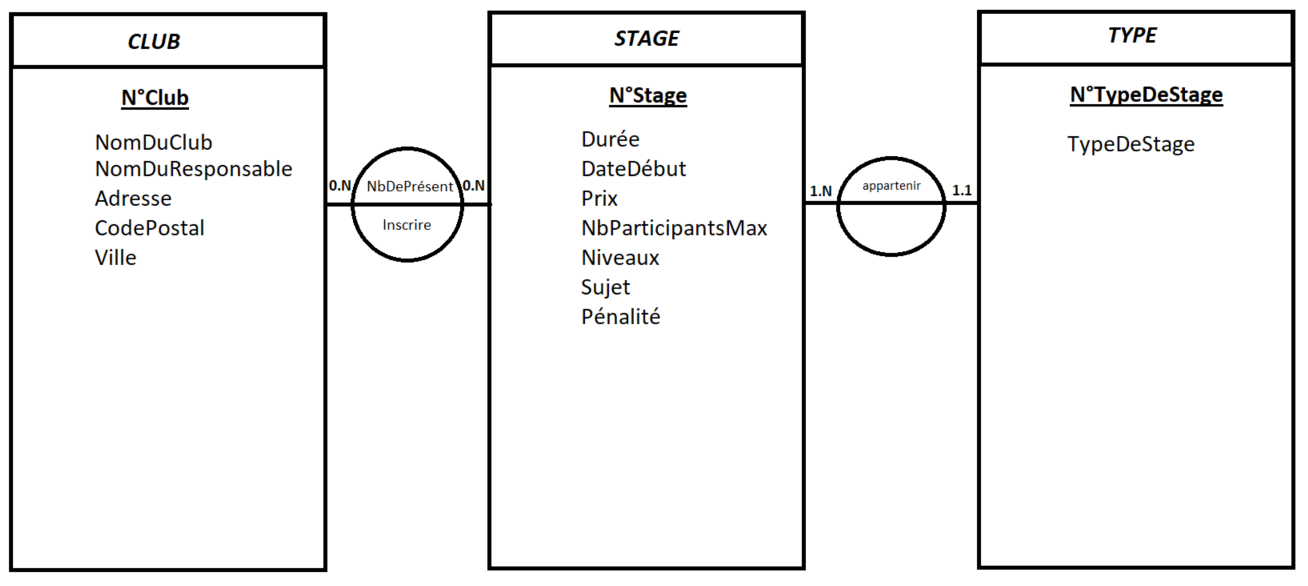 CLUB
N°Club
NomDuClub
NomDuResponsable
Adresse
CodePostal
Ville
0.N
NbDePrésent
0.N
Inscrire
STAGE
N°Stage
Durée
DateDébut
Prix
NbParticipantsMax
Niveaux
Sujet
Pénalité
1.N
appartenir
1.1
TYPE
N°TypeDeStage
TypeDeStage